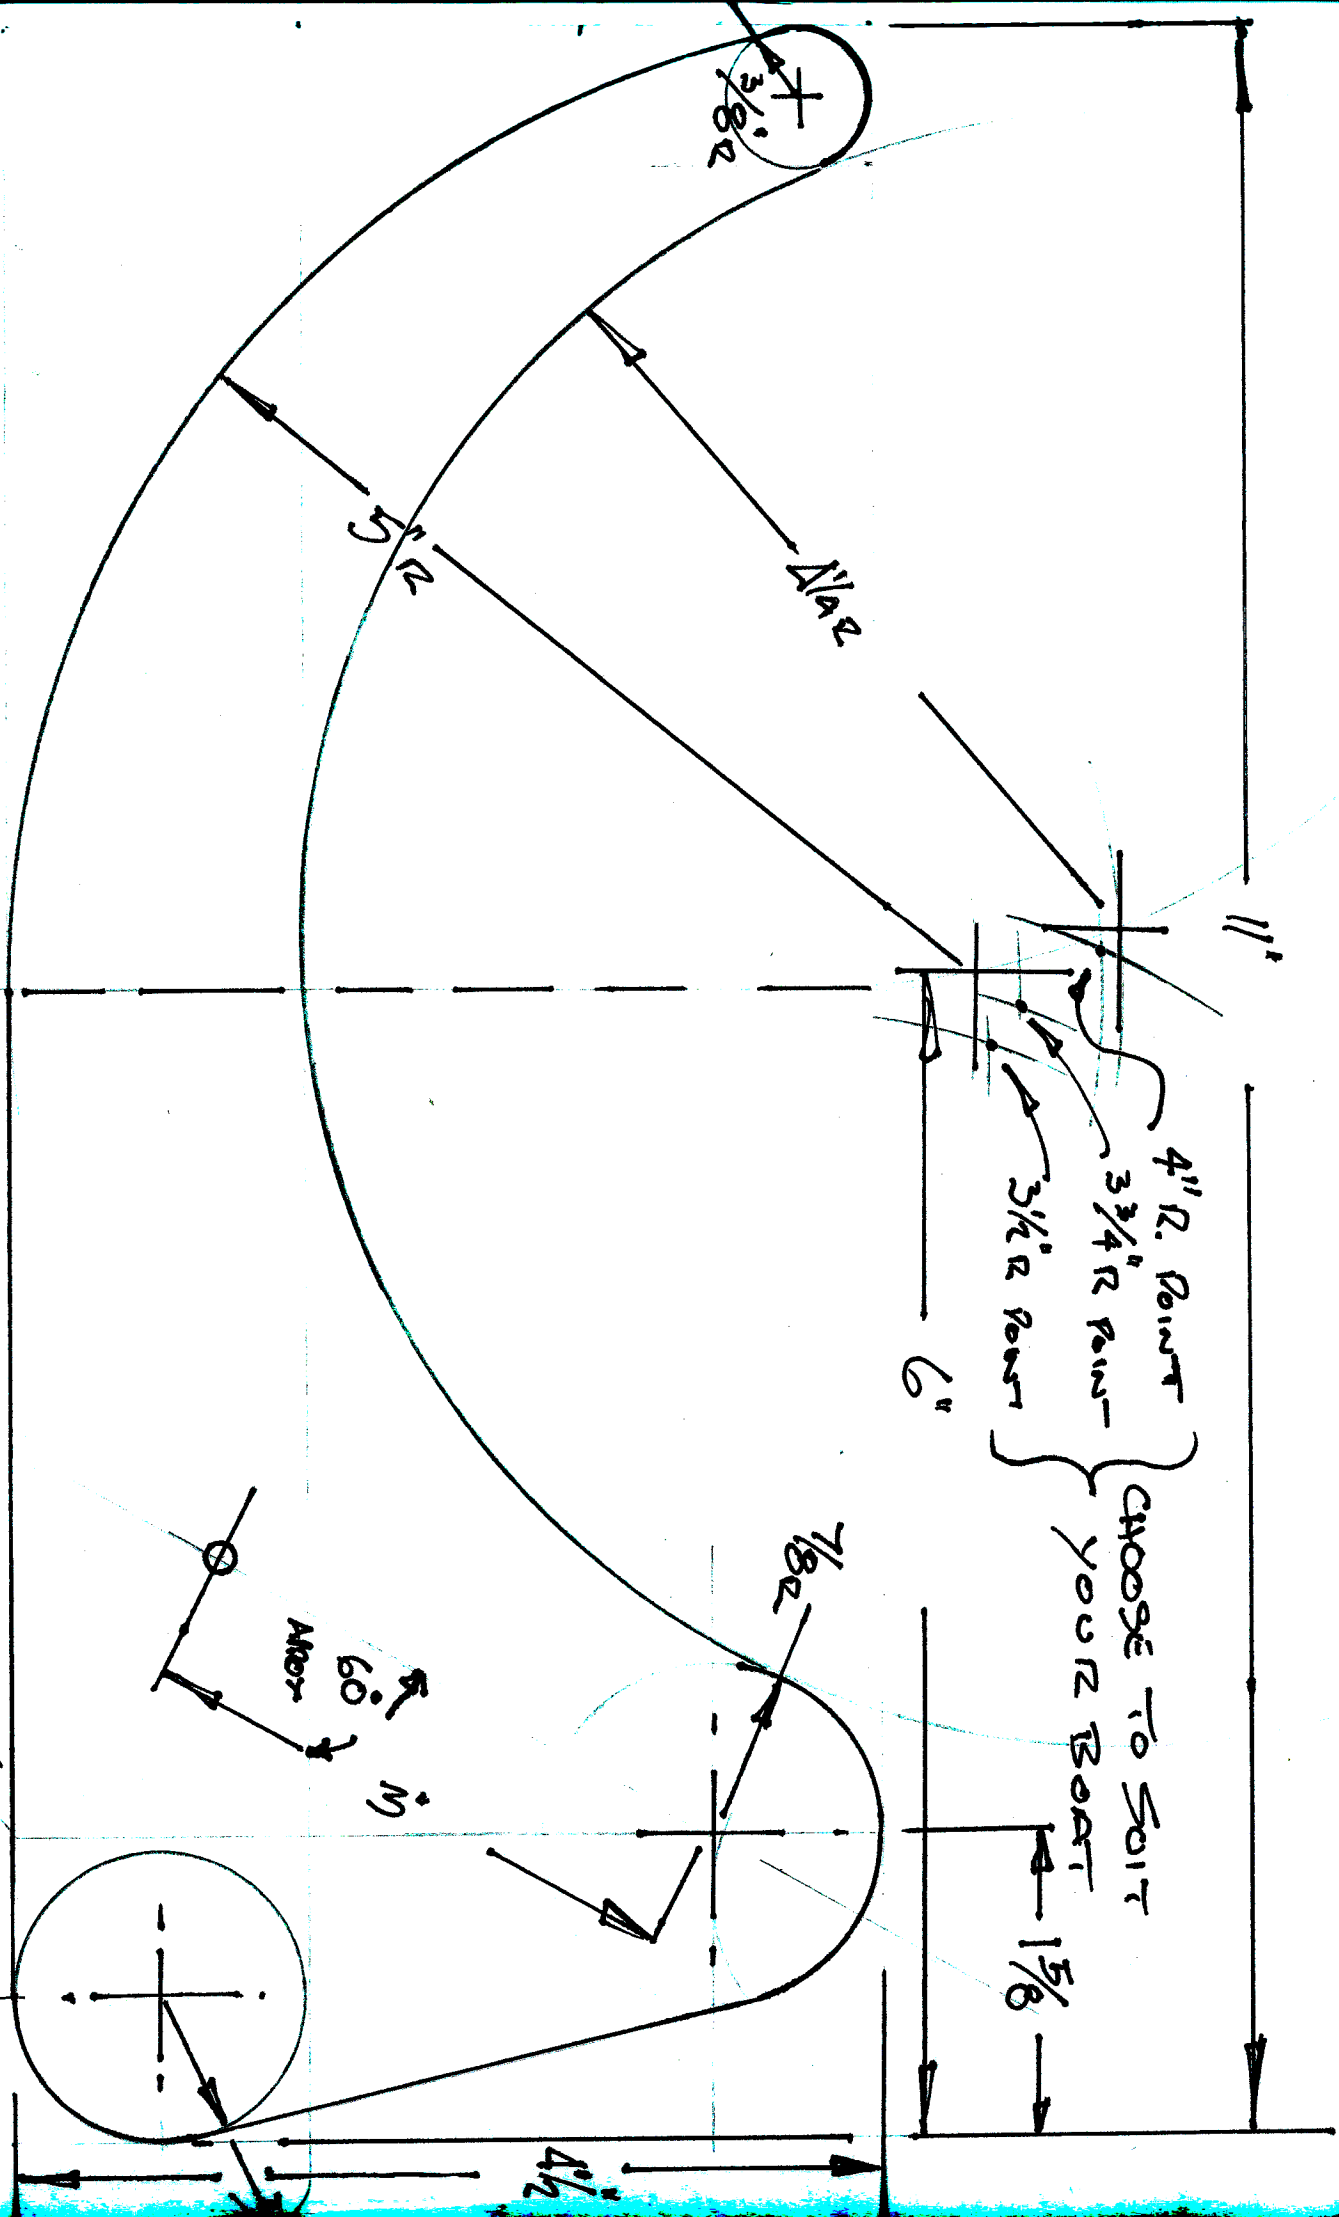 11"
3/8" R
4 1/4 R
5" R
4" R. POINT
3 3/4" R POINT
3 1/2" R POINT
CHOOSE TO SUIT
YOUR BOAT
6"
7/8 R
1 5/8
60°
3"
4 1/2"